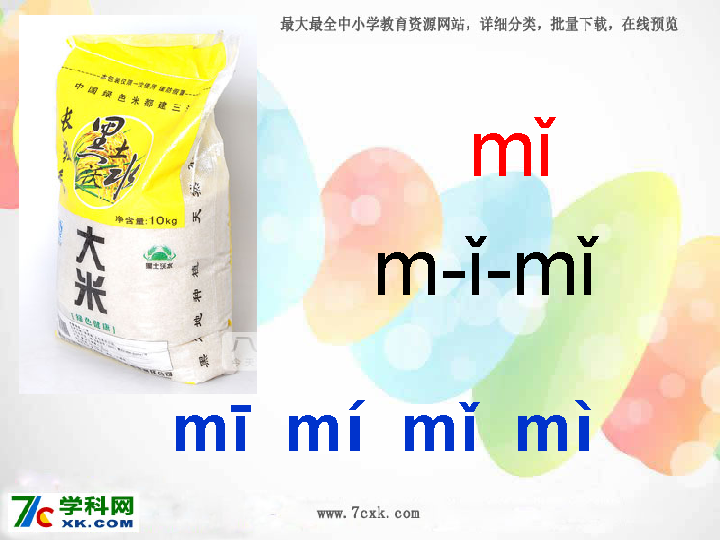 最大最全中小学教育资源网站，详细分类，批量下载，在线预览
中国绿色米都建三
黑土
净含量:10kg
大米
【绿色健康】
mǐ
m-ǐ-mǐ
mī mí mǐ mì
7C 学科网
XK.COM
www.7cxk.com